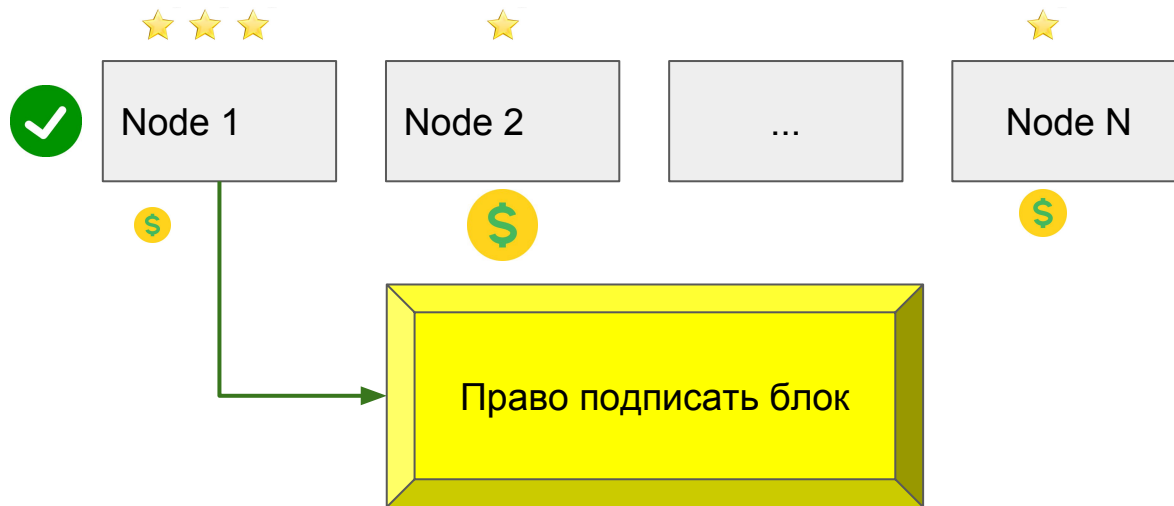 Node 1
Node 2
...
Node N
$
$
$
Право подписать блок